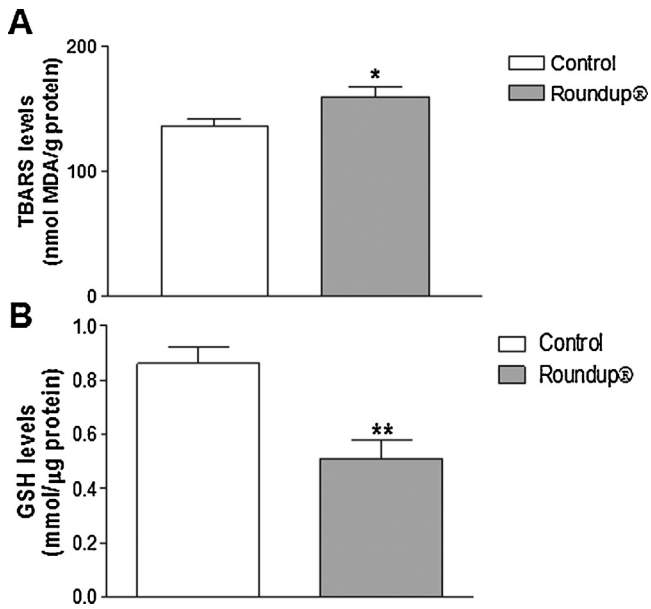 A
TBARS levels
(nmol MDA/g protein)
200
100
0
*
Control
Roundup®
B
GSH levels
(mmol/µg protein)
1.0
0.8
0.6
0.4
0.2
0.0
**
Control
Roundup®